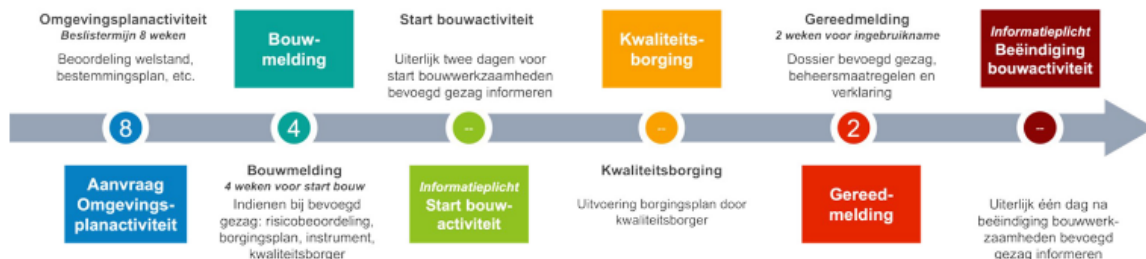 Omgevingsplanactiviteit
Beslistermijn 8 weken
Beoordeling welstand,
bestemmingsplan, etc.
8
Aanvraag
Omgevings-
planactiviteit
Bouw-
melding
4
Bouwmelding
4 weken voor start bouw
Indienen bij bevoegd
gezag: risicobeoordeling,
borgingsplan, instrument,
kwaliteitsborger
Start bouwactiviteit
Uiterlijk twee dagen voor
start bouwwerkzaamheden
bevoegd gezag informeren
--
Informatieplicht
Start bouw-
activiteit
Kwaliteits-
borging
--
Kwaliteitsborging
Uitvoering borgingsplan door
kwaliteitsborger
Gereedmelding
2 weken voor ingebruikname
Dossier bevoegd gezag,
beheersmaatregelen en
verklaring
2
Gereed-
melding
Informatieplicht
Beëindiging
bouwactiviteit
--
Uiterlijk één dag na
beëindiging bouwwerk-
zaamheden bevoegd
gezag informeren